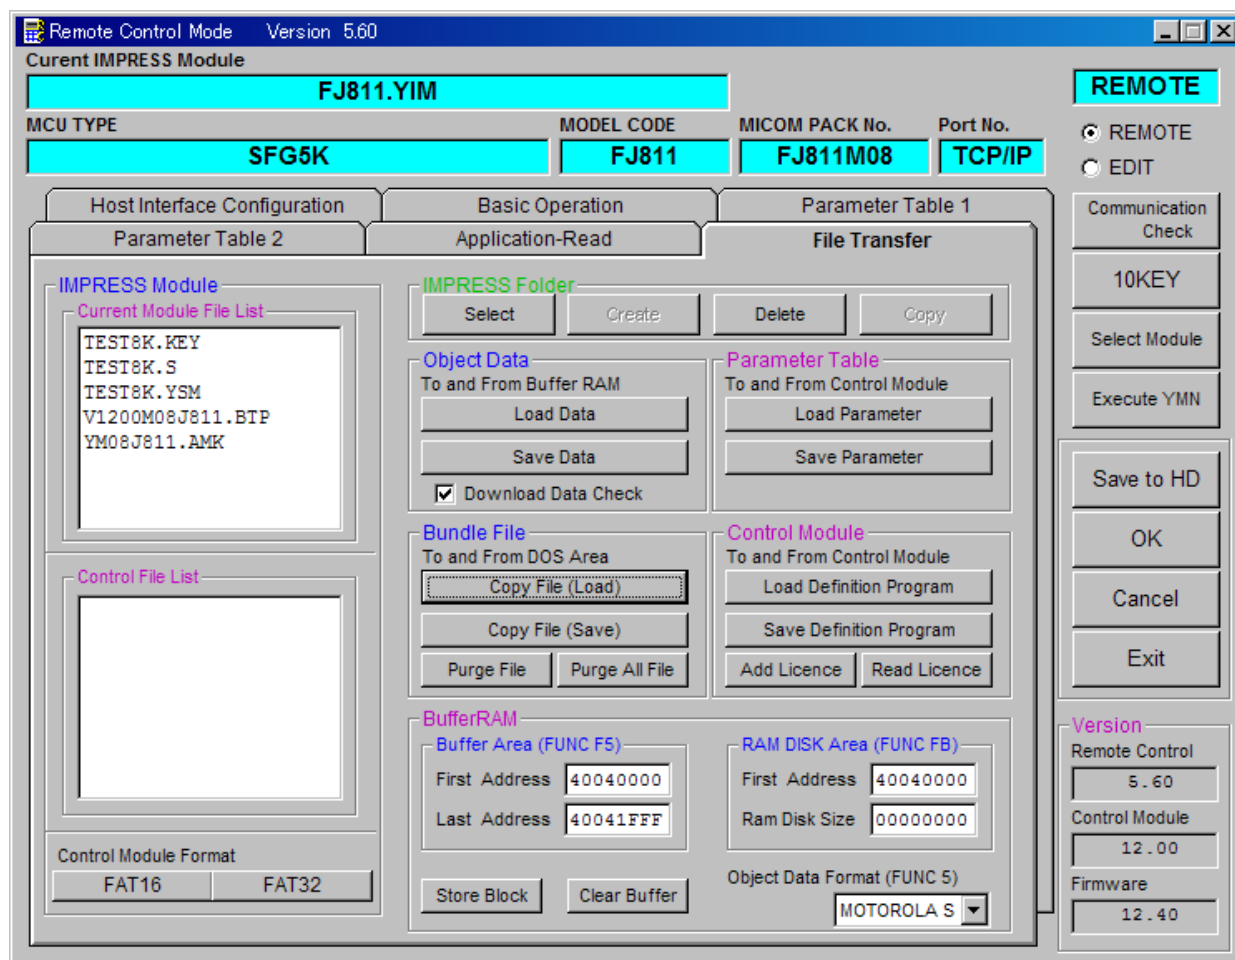 Remote Control Mode Version 5.60
Curent IMPRESS Module
FJ811.YIM
REMOTE
MCU TYPE
MODEL CODE
MICOM PACK No.
Port No.
SFG5K
FJ811
FJ811M08
TCP/IP
REMOTE
EDIT
Host Interface Configuration
Basic Operation
Parameter Table 1
Parameter Table 2
Application-Read
File Transfer
Communication
Check
10KEY
Select Module
Execute YMN
Save to HD
OK
Cancel
Exit
IMPRESS Module
Current Module File List
TEST8K.KEY
TEST8K.S
TEST8K.YSM
V1200M08J811.BTP
YM08J811.AMK
Control File List
Control Module Format
FAT16
FAT32
IMPRESS Folder
Select
Create
Delete
Copy
Object Data
To and From Buffer RAM
Load Data
Save Data
Download Data Check
Parameter Table
To and From Control Module
Load Parameter
Save Parameter
Bundle File
To and From DOS Area
Copy File (Load)
Copy File (Save)
Purge File
Purge All File
Control Module
To and From Control Module
Load Definition Program
Save Definition Program
Add Licence
Read Licence
BufferRAM
Buffer Area (FUNC F5)
First Address 40040000
Last Address 40041FFF
RAM DISK Area (FUNC FB)
First Address 40040000
Ram Disk Size 00000000
Store Block
Clear Buffer
Object Data Format (FUNC 5)
MOTOROLA S
Version
Remote Control
5.60
Control Module
12.00
Firmware
12.40